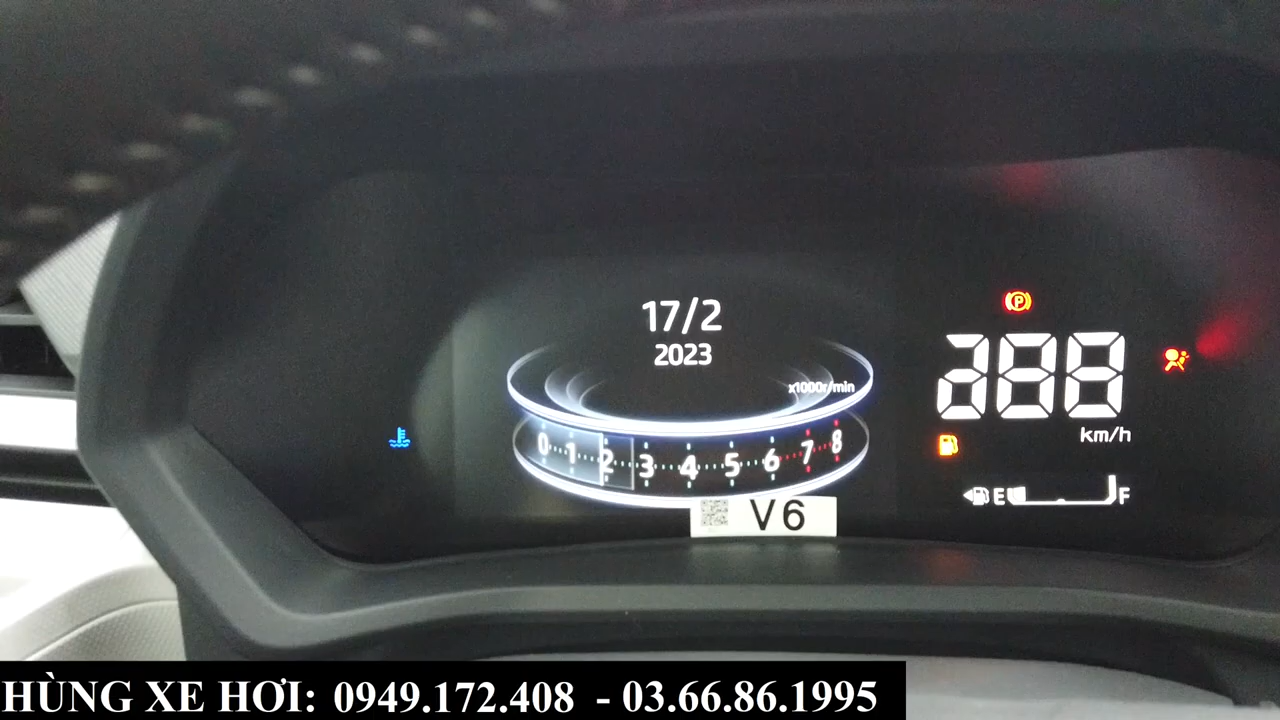 17/2
2023
x1000r/min
0 1 2 3 4 5 6 7 8
P
288
km/h
E F
V6
HÙNG XE HƠI: 0949.172.408 - 03.66.86.1995